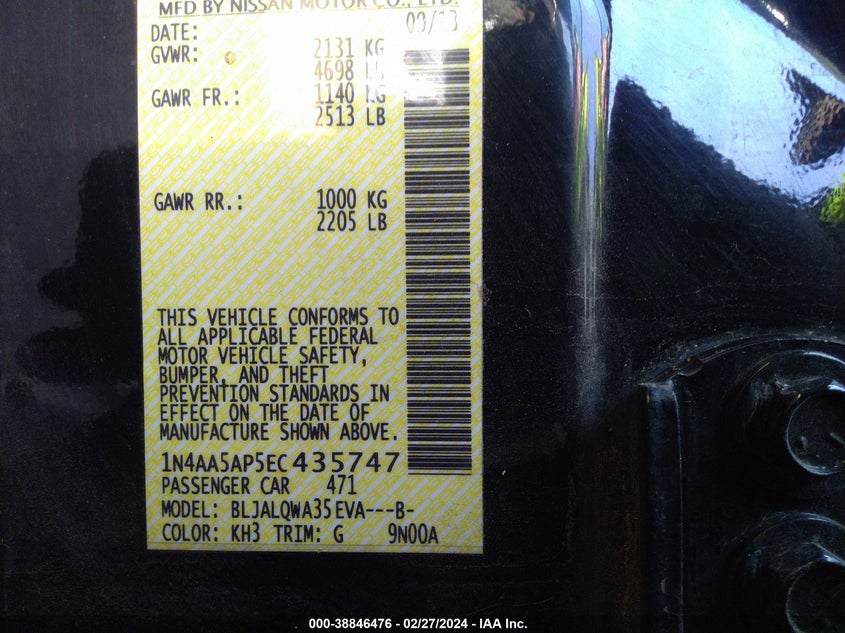 MFD BY NISSAN MOTOR CO., LTD.
DATE:
GVWR: 2131 KG
4698 LB
GAWR FR.: 1140 KG
2513 LB
GAWR RR.: 1000 KG
2205 LB
THIS VEHICLE CONFORMS TO
ALL APPLICABLE FEDERAL
MOTOR VEHICLE SAFETY,
BUMPER, AND THEFT
PREVENTION STANDARDS IN
EFFECT ON THE DATE OF
MANUFACTURE SHOWN ABOVE.
1N4AA5AP5EC435747
PASSENGER CAR 471
MODEL: BLJALQWA35EVA---B-
COLOR: KH3 TRIM: G 9N00A
000-38846476 - 02/27/2024 - IAA Inc.